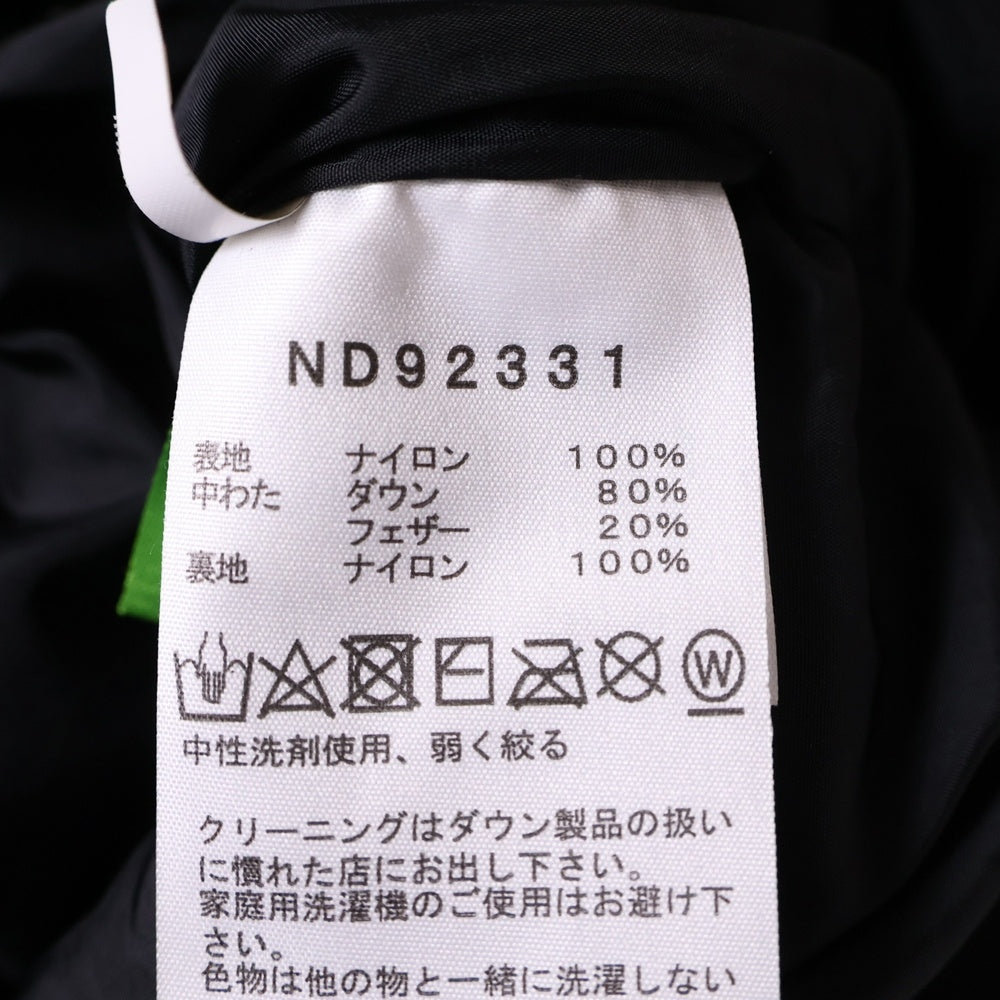 ND92331
表地 ナイロン 100%
中わた ダウン 80%
フェザー 20%
裏地 ナイロン 100%
W
中性洗剤使用、弱く絞る
クリーニングはダウン製品の扱い
に慣れた店にお出し下さい。
家庭用洗濯機のご使用はお避け下
さい。
色物は他の物と一緒に洗濯しない